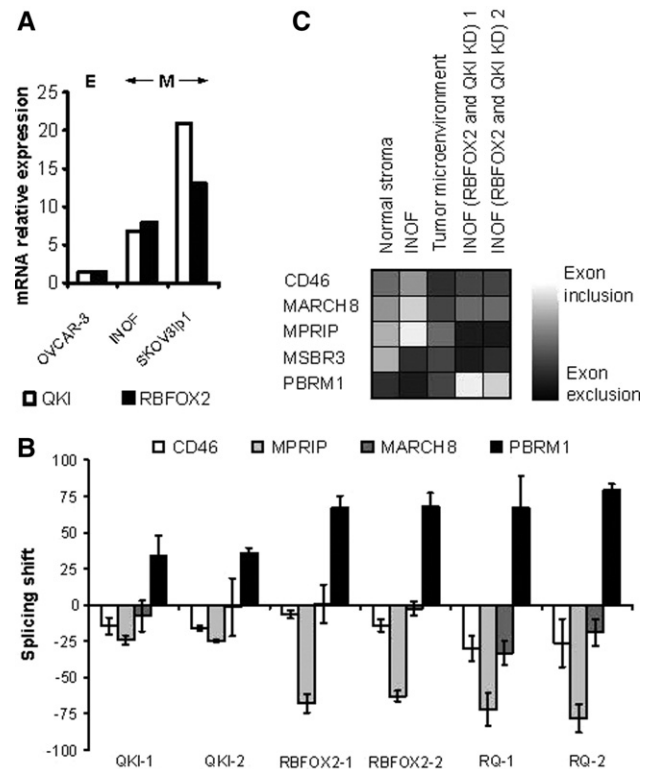 A
E
M
mRNA relative expression
25
20
15
10
5
0
OVCAR-3
INOF
SKOV3Ip1
QKI
RBFOX2
C
Normal stroma
INOF
Tumor microenvironment
INOF (RBFOX2 and QKI KD) 1
INOF (RBFOX2 and QKI KD) 2
CD46
MARCH8
MPRIP
MSBR3
PBRM1
Exon
inclusion
Exon
exclusion
B
CD46 MPRIP MARCH8 PBRM1
Splicing shift
100
75
50
25
0
-25
-50
-75
-100
QKI-1 QKI-2 RBFOX2-1 RBFOX2-2 RQ-1 RQ-2